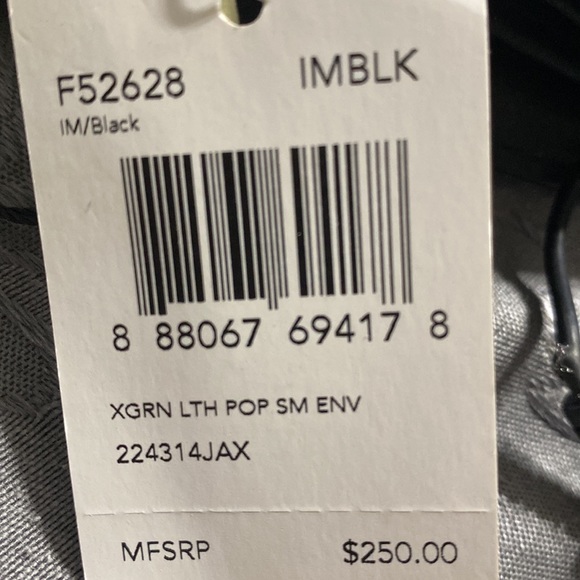 F52628 IMBLK
IM/Black
8 88067 69417 8
XGRN LTH POP SM ENV
224314JAX
MFSRP $250.00